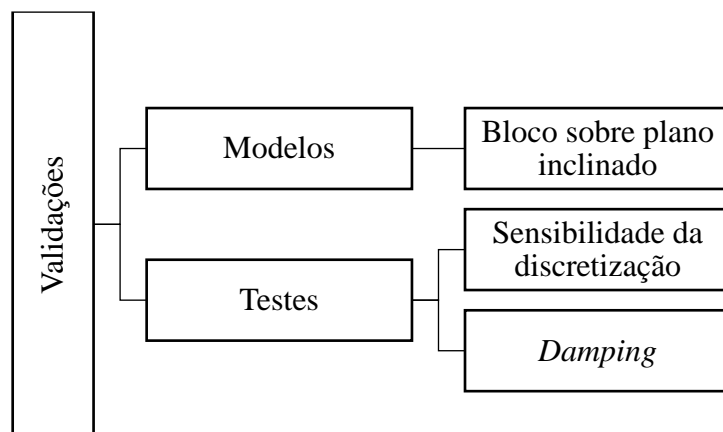 Validações
Modelos
Bloco sobre plano
inclinado
Testes
Sensibilidade da
discretização
Damping